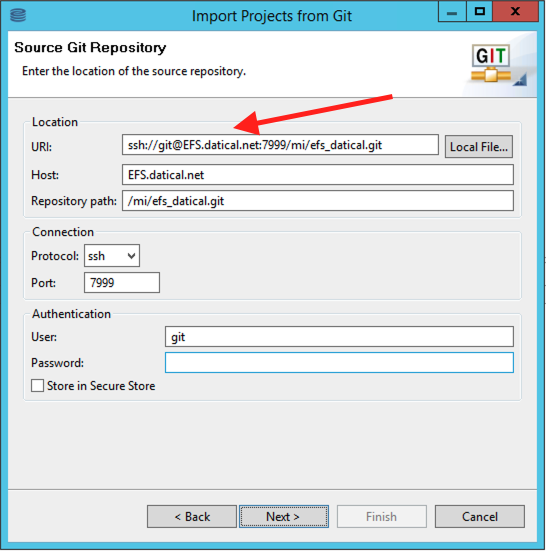 Import Projects from Git
Source Git Repository
Enter the location of the source repository.
GIT
Location
URI: ssh://git@EFS.datical.net:7999/mi/efs_datical.git Local File...
Host: EFS.datical.net
Repository path: /mi/efs_datical.git
Connection
Protocol: ssh
Port: 7999
Authentication
User: git
Password:
Store in Secure Store
< Back Next > Finish Cancel